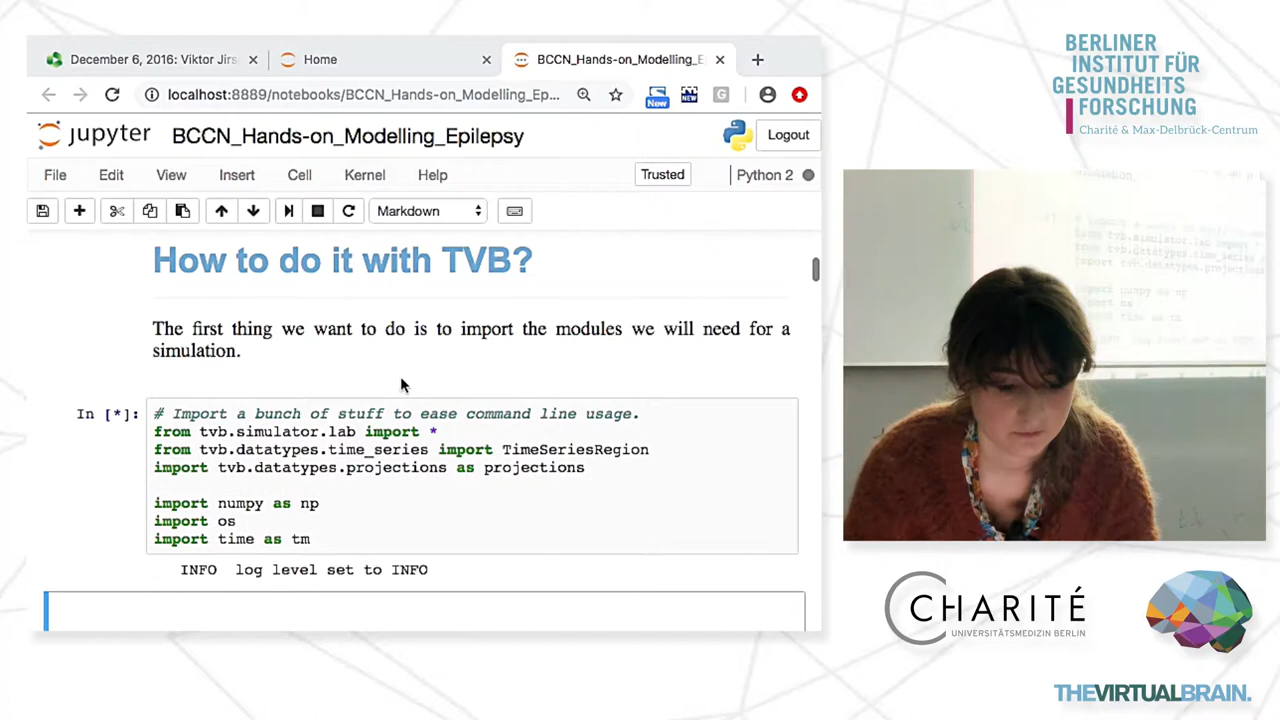 December 6, 2016: Viktor Jirs
Home
BCCN_Hands-on_Modelling_E
localhost:8889/notebooks/BCCN_Hands-on_Modelling_Ep...
New
NEW
G
jupyter BCCN_Hands-on_Modelling_Epilepsy
Logout
File Edit View Insert Cell Kernel Help
Trusted
Python 2
Markdown
How to do it with TVB?
The first thing we want to do is to import the modules we will need for a
simulation.
In [*]:
# Import a bunch of stuff to ease command line usage.
from tvb.simulator.lab import *
from tvb.datatypes.time_series import TimeSeriesRegion
import tvb.datatypes.projections as projections
import numpy as np
import os
import time as tm
INFO log level set to INFO
BERLINER
INSTITUT FÜR
GESUNDHEITS
FORSCHUNG
Charité & Max-Delbrück-Centrum
CHARITÉ
UNIVERSITÄTSMEDIZIN BERLIN
THEVIRTUALBRAIN.